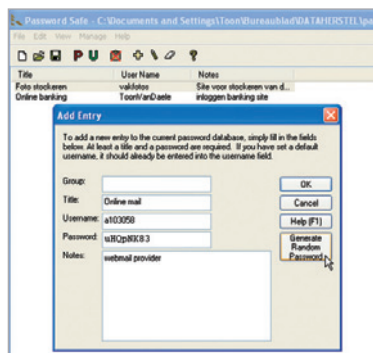 Password Safe - C:\Documents and Settings\Toon\Bureaublad\DATAHERSTEL\pa
File Edit View Manage Help
Title User Name Notes
Foto stockeren vakfotos Site voor stockeren van d...
Online banking ToonVanDaele inloggen banking site
Add Entry
To add a new entry to the current password database, simply fill in the fields
below. At least a title and a password are required. If you have set a default
username, it should already be entered into the username field.
Group:
OK
Title: Online mail
Cancel
Username: a103058
Help (F1)
Password: uHQpNK83
Generate
Random
Password
Notes: webmail provider